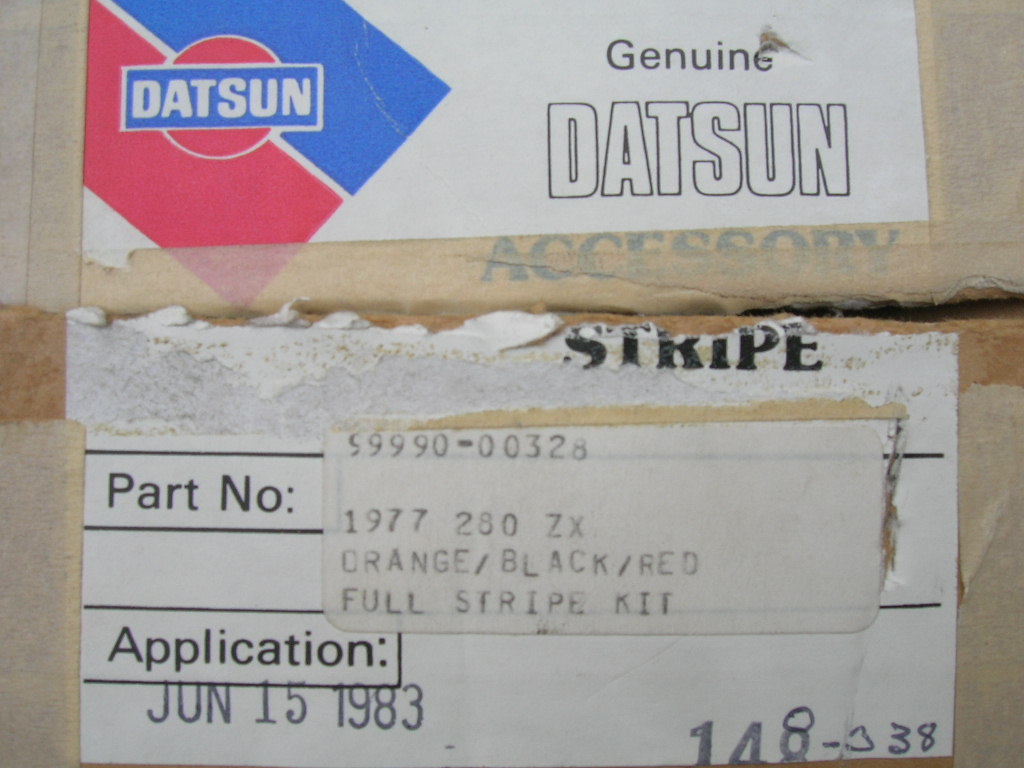 DATSUN
Genuine
DATSUN
ACCESSORY
STRIPE
Part No:
99990-00328
1977 280 ZX
ORANGE/BLACK/RED
FULL STRIPE KIT
Application:
JUN 15 1983
148-338